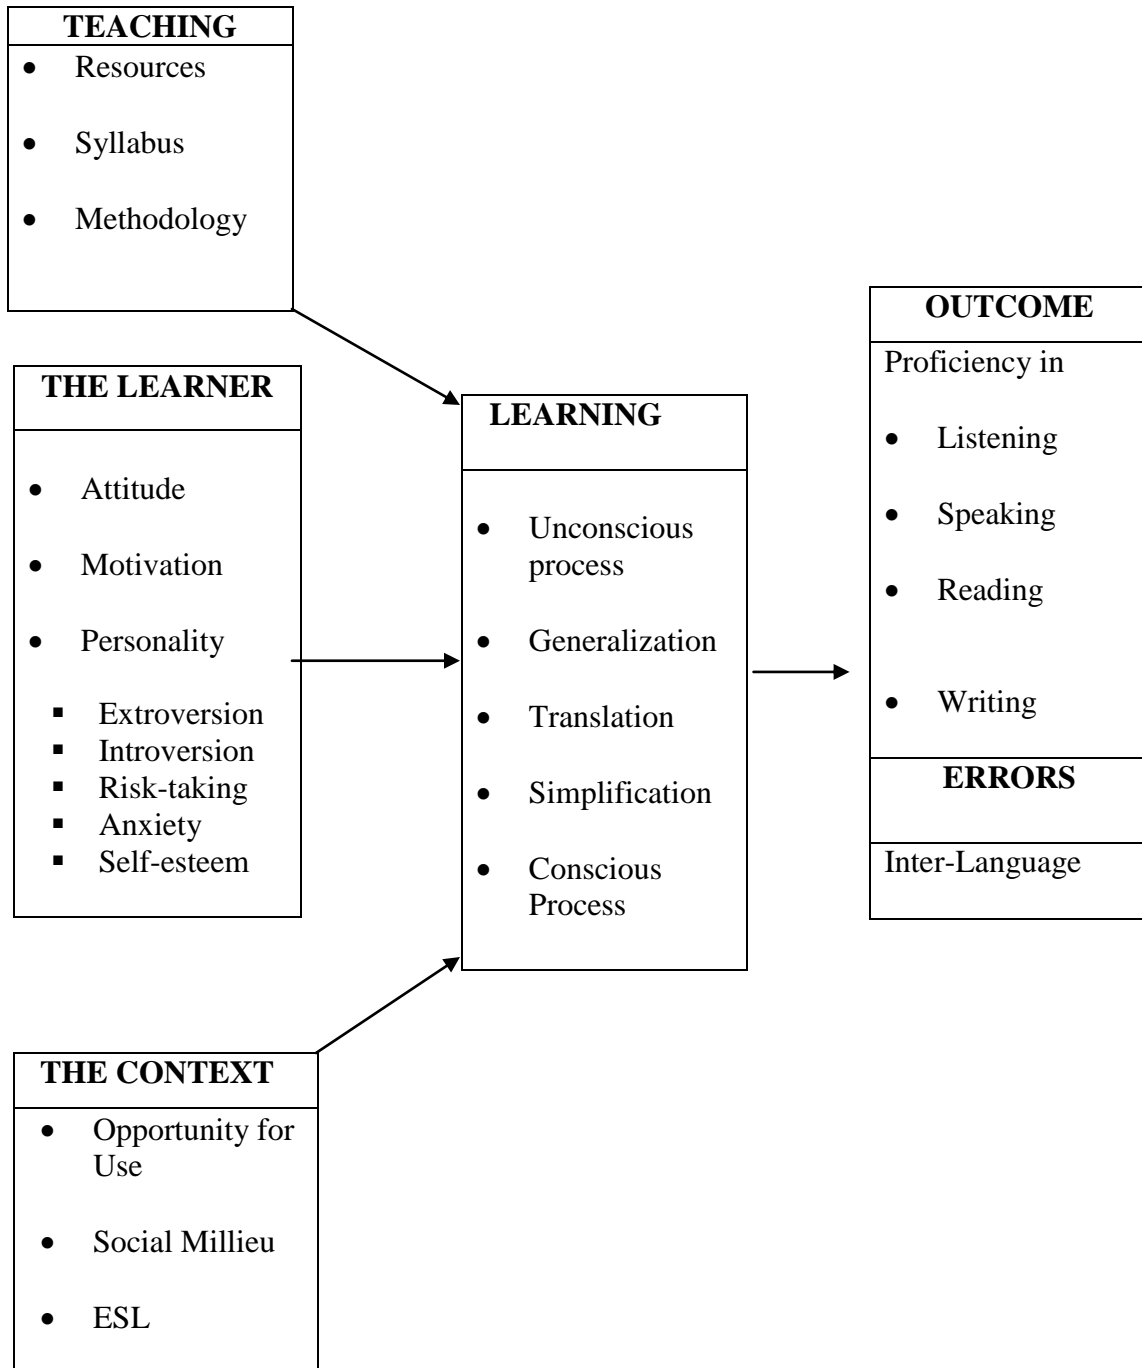 TEACHING
• Resources
• Syllabus
• Methodology
THE LEARNER
• Attitude
• Motivation
• Personality
▪ Extroversion
▪ Introversion
▪ Risk-taking
▪ Anxiety
▪ Self-esteem
THE CONTEXT
• Opportunity for
Use
• Social Millieu
• ESL
LEARNING
• Unconscious
process
• Generalization
• Translation
• Simplification
• Conscious
Process
OUTCOME
Proficiency in
• Listening
• Speaking
• Reading
• Writing
ERRORS
Inter-Language